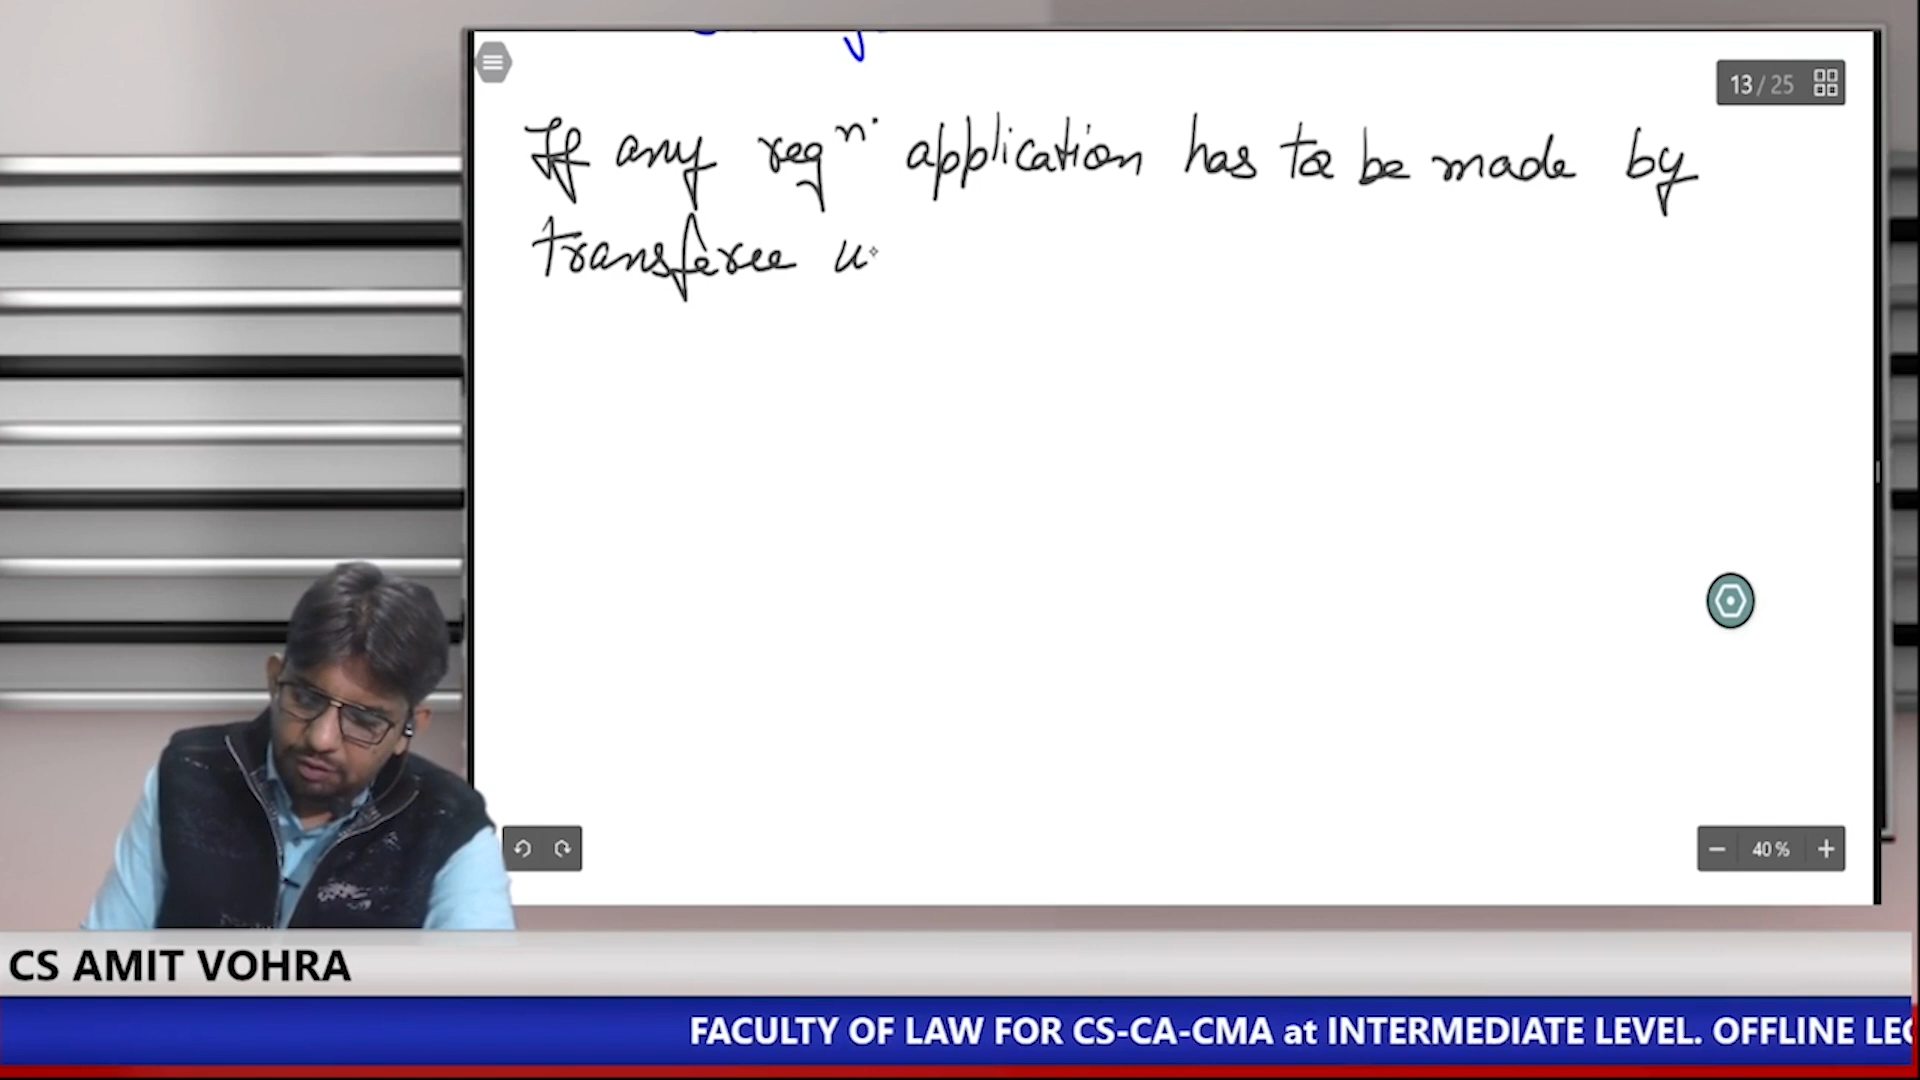 13 / 25
If any reqⁿ. application has to be made by
transferee u
40 %
CS AMIT VOHRA
FACULTY OF LAW FOR CS-CA-CMA at INTERMEDIATE LEVEL. OFFLINE LEC